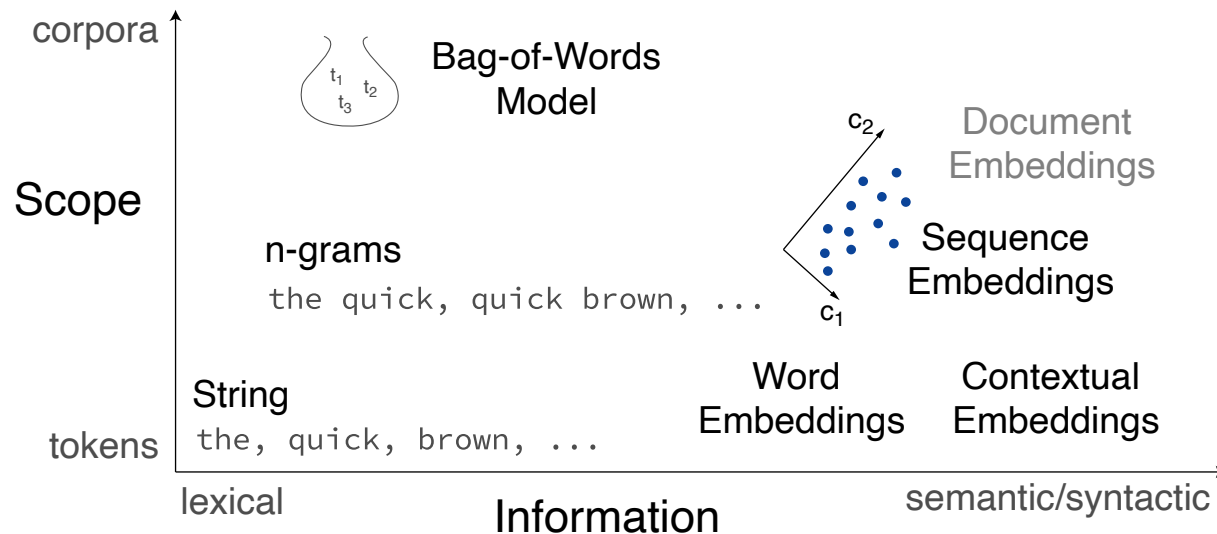 corpora
Bag-of-Words
Model
t1
t2
t3
c2
Document
Embeddings
Scope
n-grams
Sequence
Embeddings
the quick, quick brown, ...
c1
String
Word
Embeddings
Contextual
Embeddings
tokens
the, quick, brown, ...
lexical
Information
semantic/syntactic